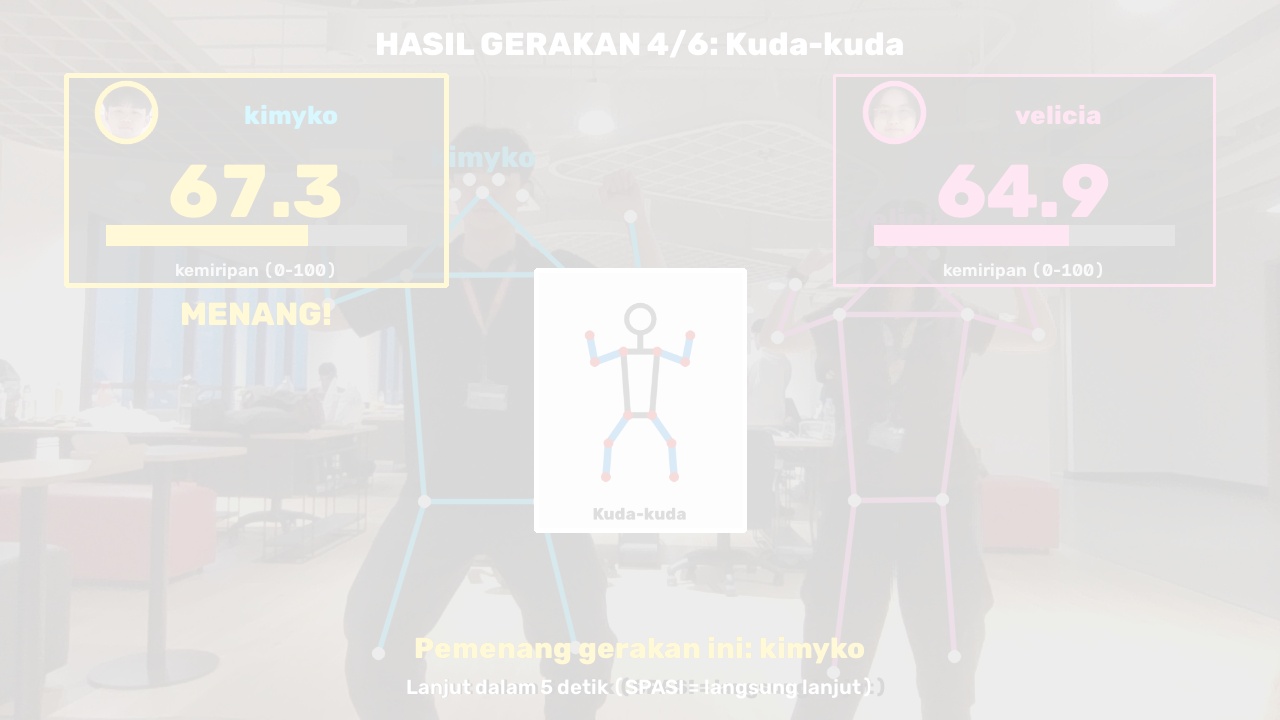 HASIL GERAKAN 4/6: Kuda-kuda
kimyko
67.3
kemiripan (0-100)
MENANG!
imyko
velicia
64.9
kemiripan (0-100)
Kuda-kuda
Pemenang gerakan ini: kimyko
Lanjut dalam 5 detik (SPASI = langsung lanjut)